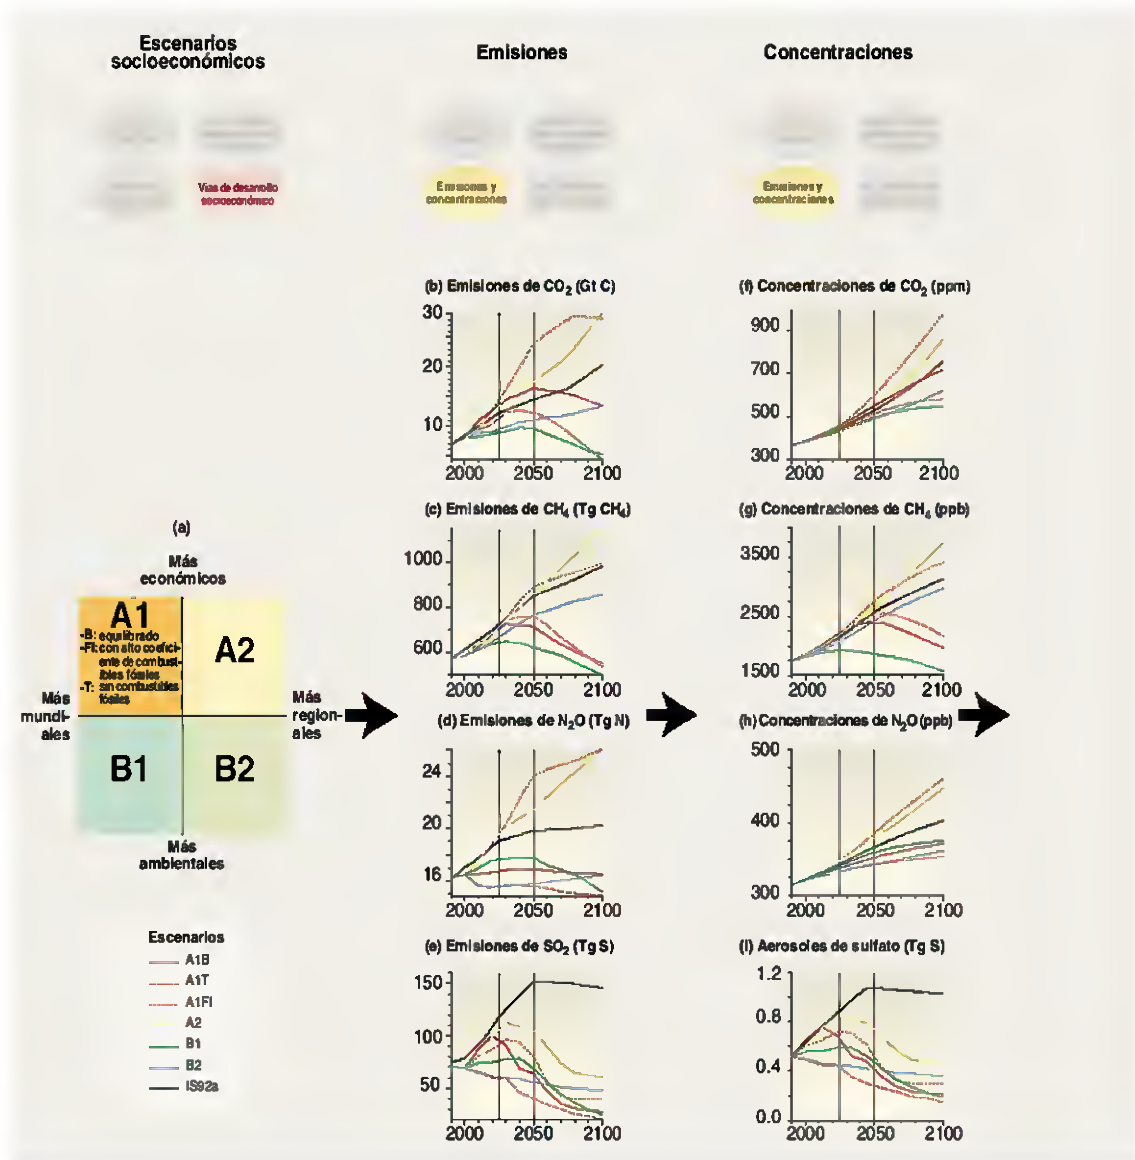 Escenarios
socioeconómicos
Emisiones
Concentraciones
Vías de desarrollo
socioeconómico
Emisiones y
concentraciones
Emisiones y
concentraciones
(b) Emisiones de CO₂ (Gt C)
30
20
10
2000 2050 2100
(f) Concentraciones de CO₂ (ppm)
900
700
500
300
2000 2050 2100
(c) Emisiones de CH₄ (Tg CH₄)
1000
800
600
2000 2050 2100
(g) Concentraciones de CH₄ (ppb)
3500
2500
1500
2000 2050 2100
(a)
Más
económicos
A1
-B: equilibrado
-FI: con alto coefici-
ente de combust-
ibles fósiles
-T: sin combustibles
fósiles
A2
Más
mundi-
ales
Más
region-
ales
B1
B2
Más
ambientales
(d) Emisiones de N₂O (Tg N)
24
20
16
2000 2050 2100
(h) Concentraciones de N₂O (ppb)
500
400
300
2000 2050 2100
Escenarios
A1B
A1T
A1FI
A2
B1
B2
IS92a
(e) Emisiones de SO₂ (Tg S)
150
100
50
2000 2050 2100
(i) Aerosoles de sulfato (Tg S)
1.2
0.8
0.4
0.0
2000 2050 2100